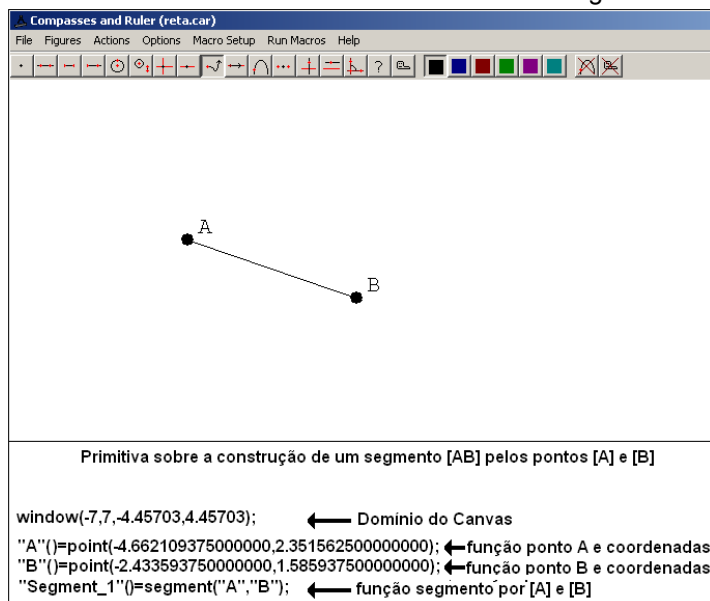 Compasses and Ruler (reta.car)
File Figures Actions Options Macro Setup Run Macros Help
?
A
B
Primitiva sobre a construção de um segmento [AB] pelos pontos [A] e [B]
window(-7,7,-4.45703,4.45703); Domínio do Canvas
"A"()=point(-4.662109375000000,2.351562500000000); função ponto A e coordenadas
"B"()=point(-2.433593750000000,1.585937500000000); função ponto B e coordenadas
"Segment_1"()=segment("A","B"); função segmento por [A] e [B]